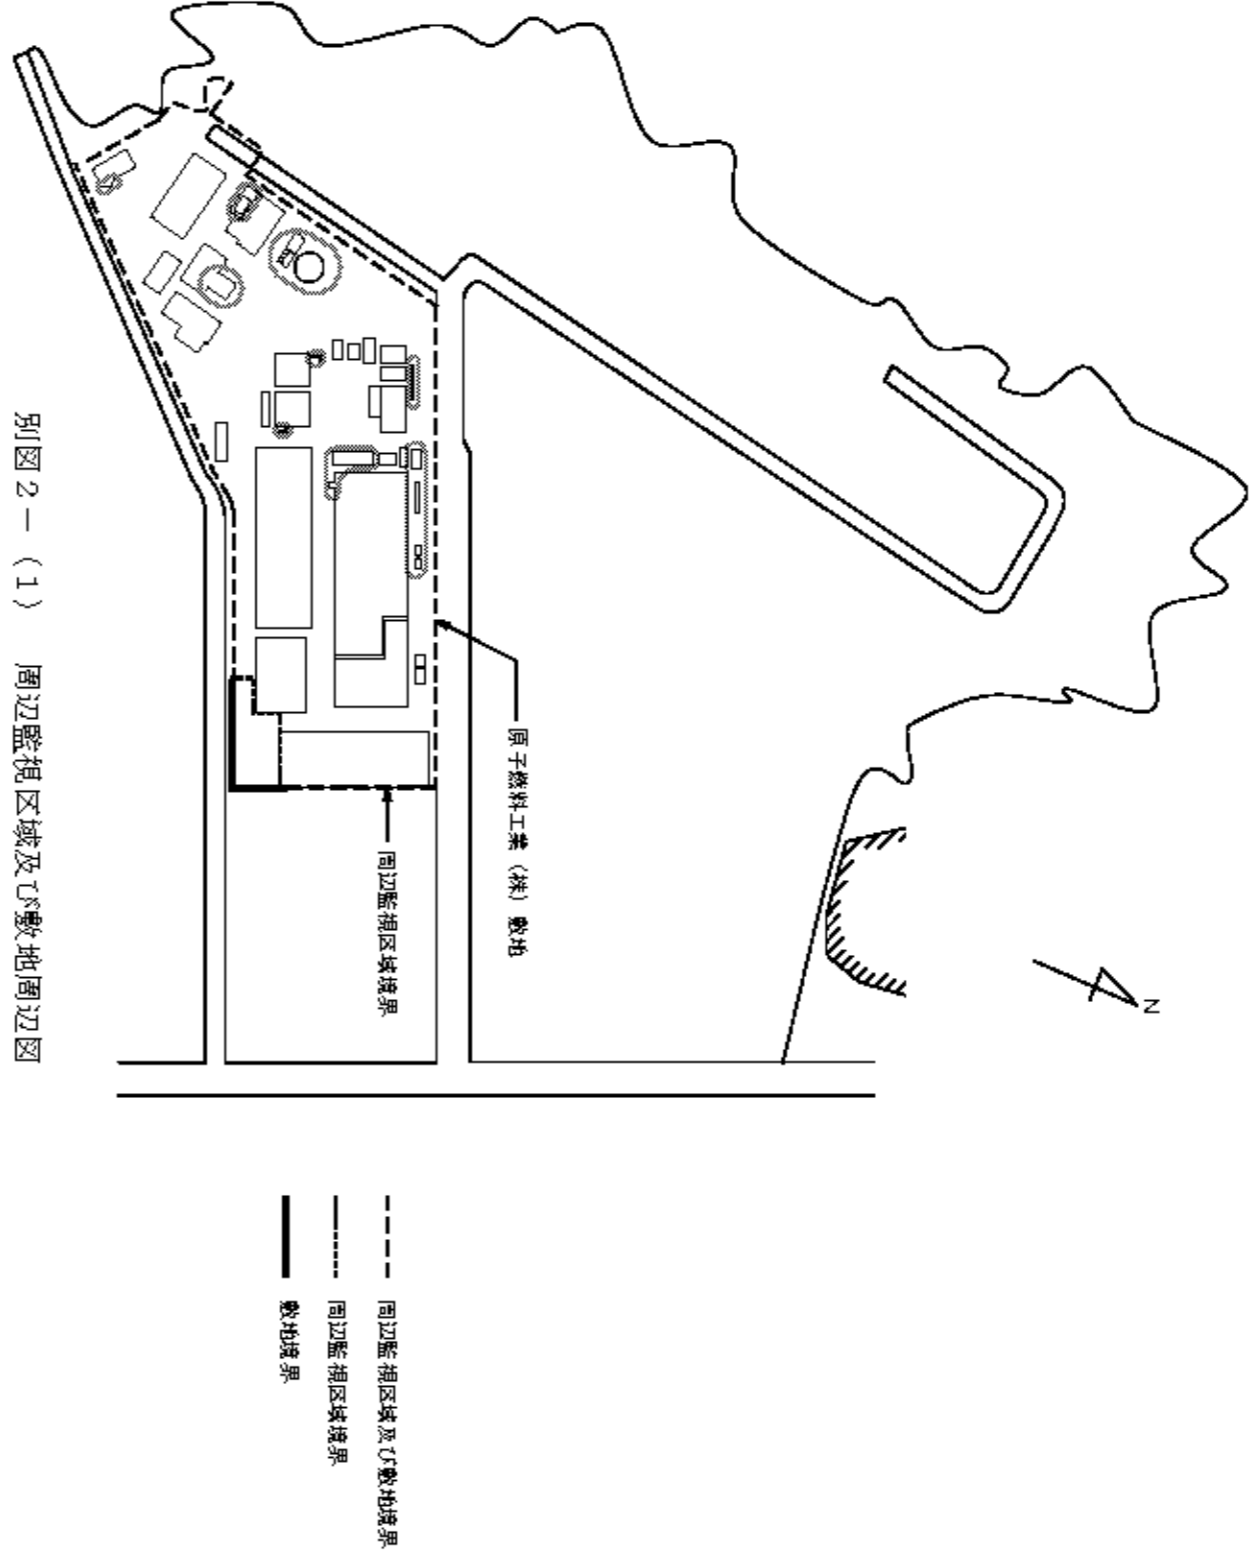 原子燃料工業(株)敷地
周辺監視区域境界
N
周辺監視区域及び敷地境界
周辺監視区域境界
敷地境界
別図2-(1) 周辺監視区域及び敷地周辺図